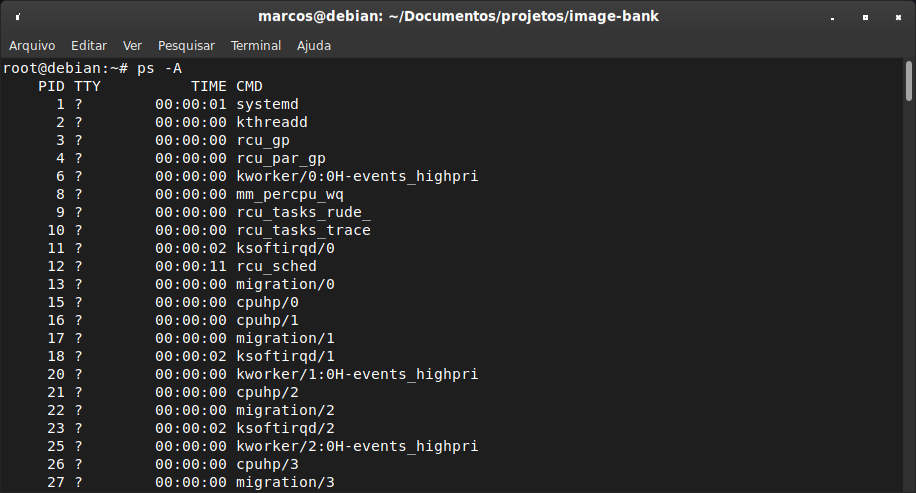 marcos@debian: ~/Documentos/projetos/image-bank
Arquivo Editar Ver Pesquisar Terminal Ajuda
root@debian:~# ps -A
    PID TTY          TIME CMD
      1 ?        00:00:01 systemd
      2 ?        00:00:00 kthreadd
      3 ?        00:00:00 rcu_gp
      4 ?        00:00:00 rcu_par_gp
      6 ?        00:00:00 kworker/0:0H-events_highpri
      8 ?        00:00:00 mm_percpu_wq
      9 ?        00:00:00 rcu_tasks_rude_
     10 ?        00:00:00 rcu_tasks_trace
     11 ?        00:00:02 ksoftirqd/0
     12 ?        00:00:11 rcu_sched
     13 ?        00:00:00 migration/0
     15 ?        00:00:00 cpuhp/0
     16 ?        00:00:00 cpuhp/1
     17 ?        00:00:00 migration/1
     18 ?        00:00:02 ksoftirqd/1
     20 ?        00:00:00 kworker/1:0H-events_highpri
     21 ?        00:00:00 cpuhp/2
     22 ?        00:00:00 migration/2
     23 ?        00:00:02 ksoftirqd/2
     25 ?        00:00:00 kworker/2:0H-events_highpri
     26 ?        00:00:00 cpuhp/3
     27 ?        00:00:00 migration/3